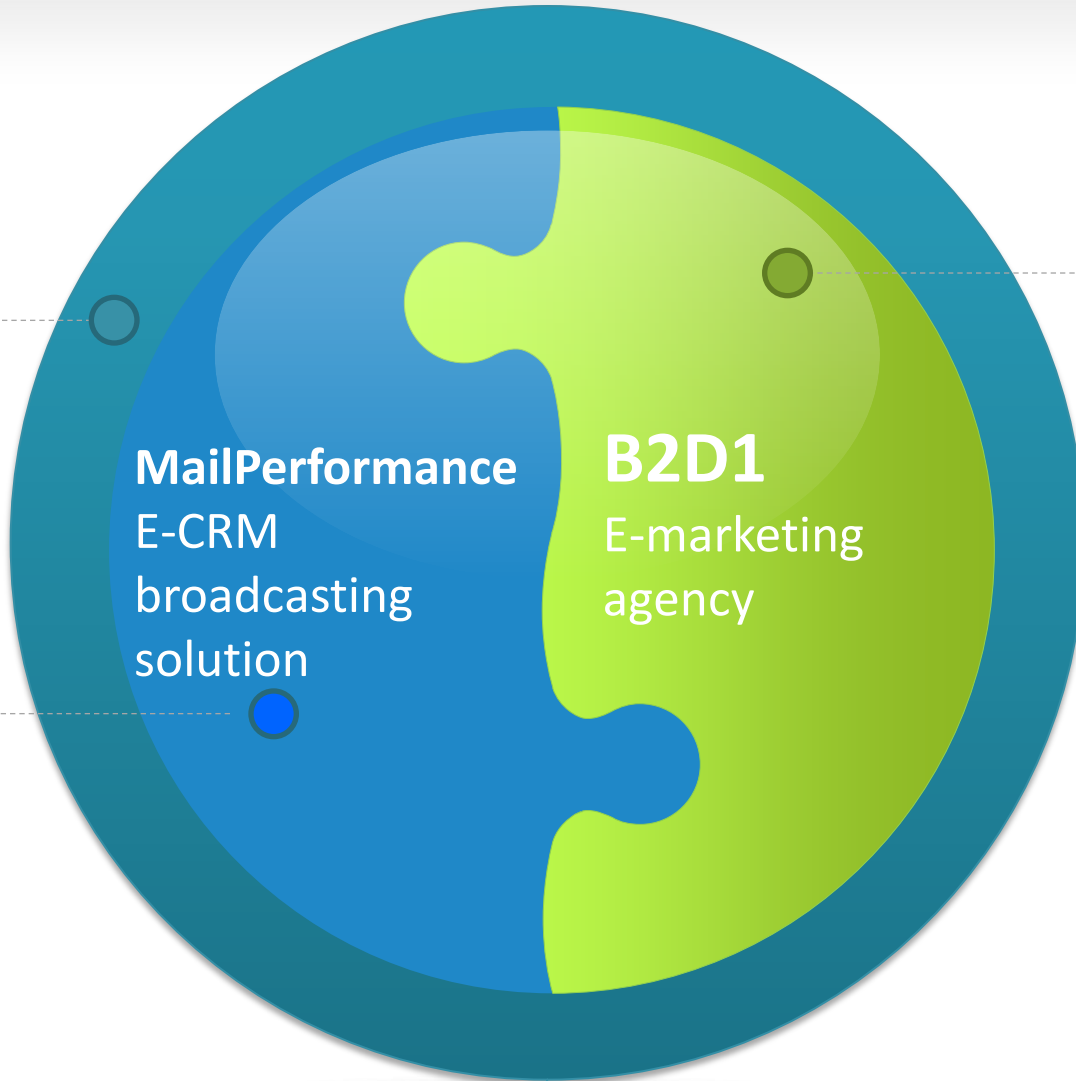 MailPerformance
E-CRM
broadcasting
solution
B2D1
E-marketing
agency